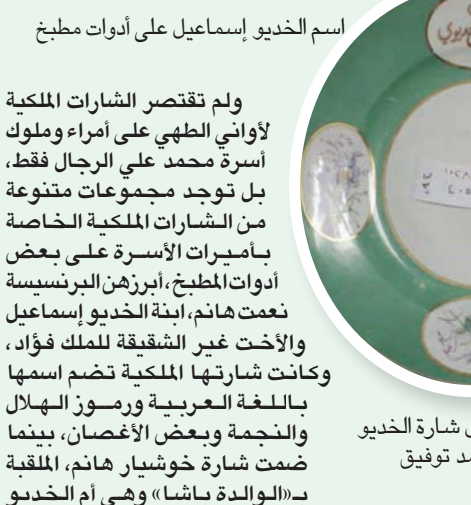 اسم الخديو إسماعيل على أدوات مطبخ
ولم تقتصر الشارات الملكية
لأواني الطهي على أمراء وملوك
أسرة محمد علي الرجال فقط،
بل توجد مجموعات متنوعة
من الشارات الملكية الخاصة
بأميرات الأسرة على بعض
أدوات المطبخ، أبرزهن البرنسيسة
نعمت هانم، ابنة الخديو إسماعيل
والأخت غير الشقيقة للملك فؤاد،
وكانت شارتها الملكية تضم اسمها
باللغة العربية ورموز الهلال
والنجمة وبعض الأغصان، بينما
ضمت شارة خوشيار هانم، الملقبة
بـ«الوالدة باشا» وهي أم الخديو
شارة الخديو
توفيق